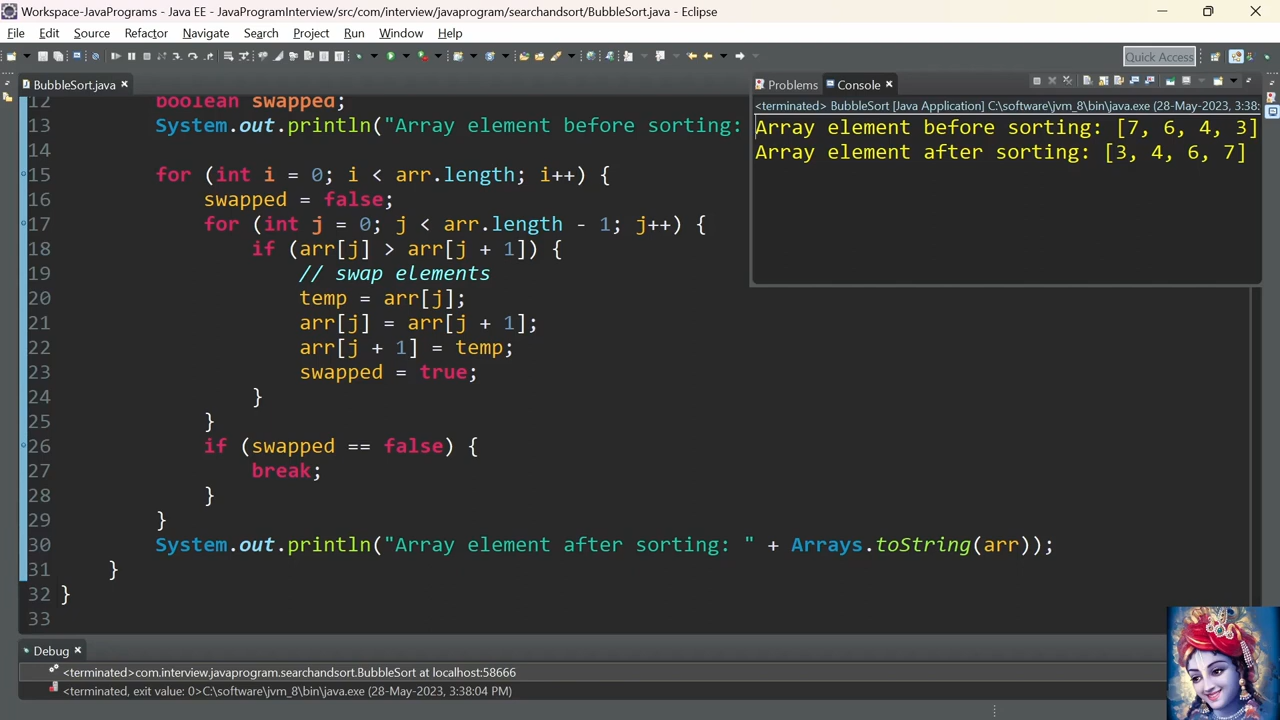 Workspace-JavaPrograms - Java EE - JavaProgramInterview/src/com/interview/javaprogram/searchandsort/BubbleSort.java - Eclipse
File Edit Source Refactor Navigate Search Project Run Window Help
Quick Access
BubbleSort.java
12 boolean swapped;
13 System.out.println("Array element before sorting:
14
15 for (int i = 0; i < arr.length; i++) {
16 swapped = false;
17 for (int j = 0; j < arr.length - 1; j++) {
18 if (arr[j] > arr[j + 1]) {
19 // swap elements
20 temp = arr[j];
21 arr[j] = arr[j + 1];
22 arr[j + 1] = temp;
23 swapped = true;
24 }
25 }
26 if (swapped == false) {
27 break;
28 }
29 }
30 System.out.println("Array element after sorting: " + Arrays.toString(arr));
31 }
32 }
33
Problems Console
<terminated> BubbleSort [Java Application] C:\software\jvm_8\bin\java.exe (28-May-2023, 3:38:
Array element before sorting: [7, 6, 4, 3]
Array element after sorting: [3, 4, 6, 7]
Debug
<terminated>com.interview.javaprogram.searchandsort.BubbleSort at localhost:58666
<terminated, exit value: 0>C:\software\jvm_8\bin\java.exe (28-May-2023, 3:38:04 PM)